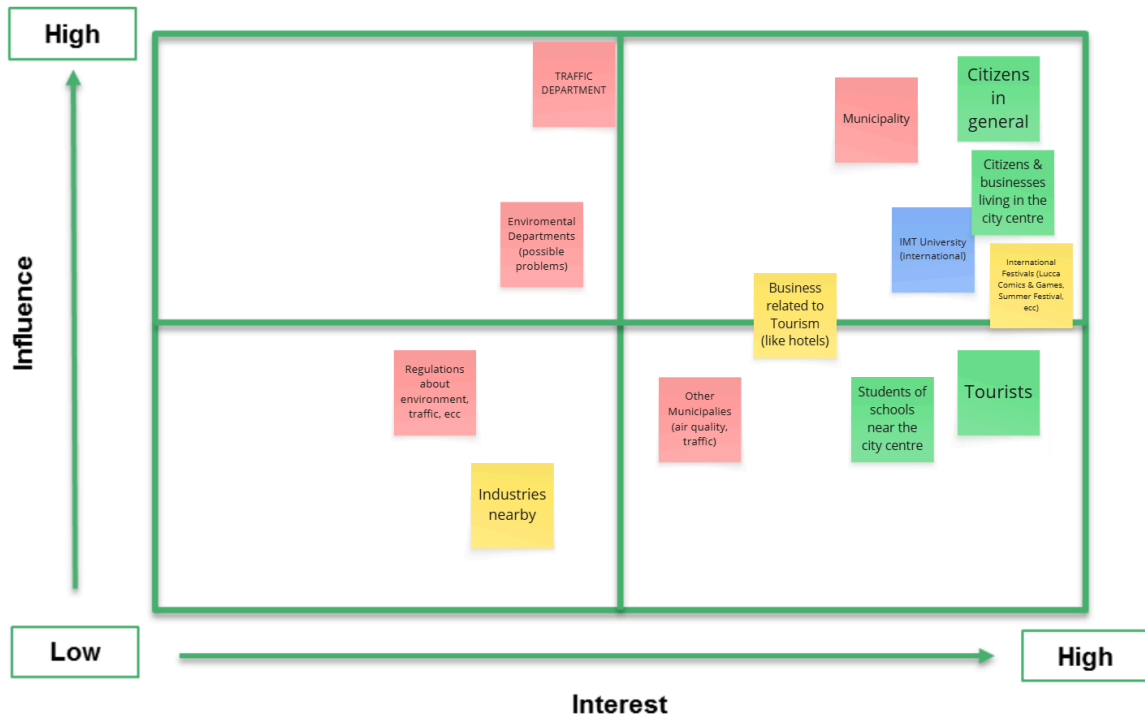 High
TRAFFIC
DEPARTMENT
Municipality
Citizens
in
general
Citizens &
businesses
living in the
city centre
Enviromental
Departments
(possible
problems)
IMT University
(international)
International
Festivals (Lucca
Comics & Games,
Summer Festival,
ecc)
Business
related to
Tourism
(like hotels)
Influence
Regulations
about
environment,
traffic, ecc
Other
Municipalies
(air quality,
traffic)
Students of
schools
near the
city centre
Tourists
Industries
nearby
Low
High
Interest